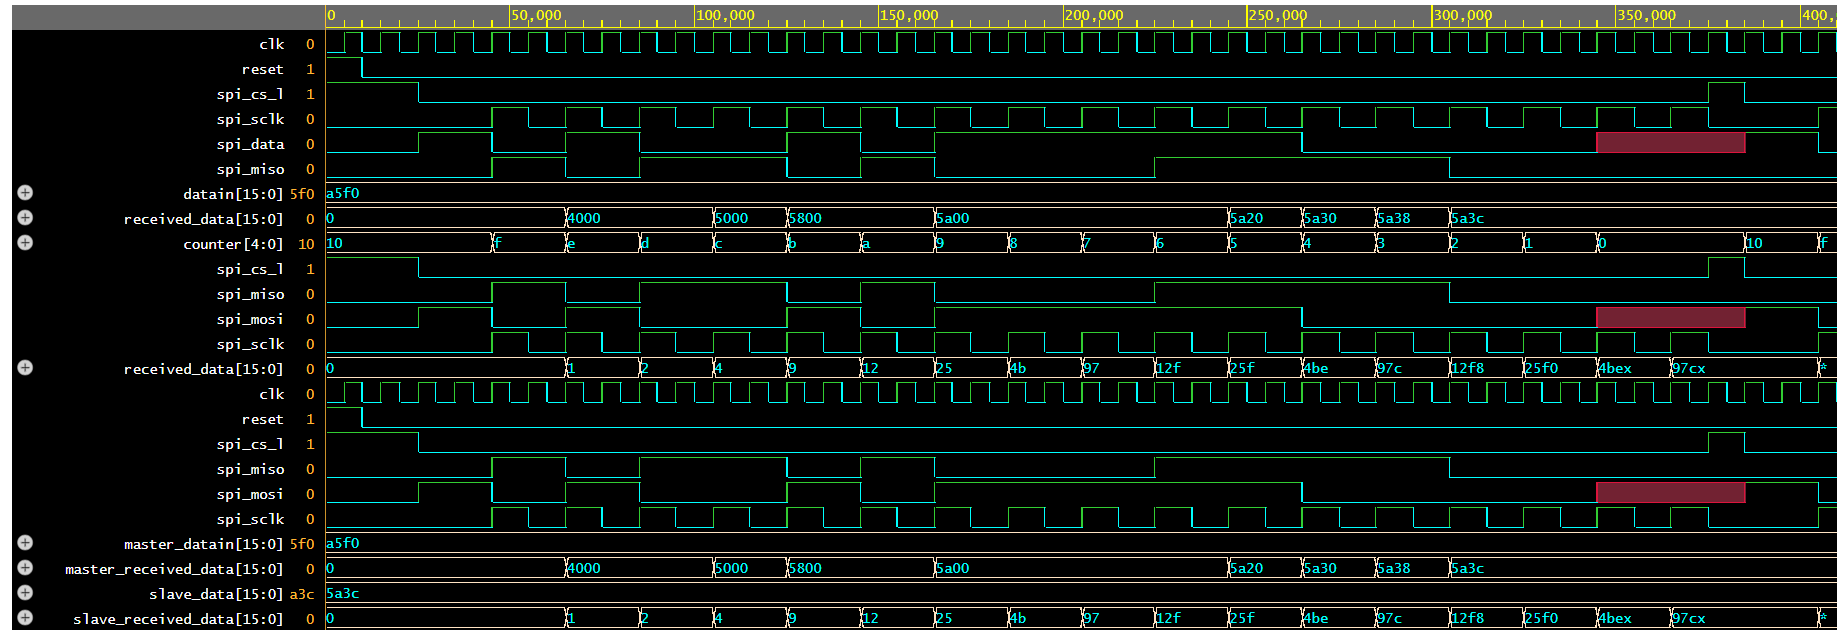 0 50,000 100,000 150,000 200,000 250,000 300,000 350,000 400,
clk 0
reset 1
spi_cs_l 1
spi_sclk 0
spi_data 0
spi_miso 0
datain[15:0] 5f0 a5f0
received_data[15:0] 0 0 4000 5000 5800 5a00 5a20 5a30 5a38 5a3c
counter[4:0] 10 10 f e d c b a 9 8 7 6 5 4 3 2 1 0 10 f
spi_cs_l 1
spi_miso 0
spi_mosi 0
spi_sclk 0
received_data[15:0] 0 0 1 2 4 9 12 25 4b 97 12f 25f 4be 97c 12f8 25f0 4bex 97cx *
clk 0
reset 1
spi_cs_l 1
spi_miso 0
spi_mosi 0
spi_sclk 0
master_datain[15:0] 5f0 a5f0
master_received_data[15:0] 0 0 4000 5000 5800 5a00 5a20 5a30 5a38 5a3c
slave_data[15:0] a3c 5a3c
slave_received_data[15:0] 0 0 1 2 4 9 12 25 4b 97 12f 25f 4be 97c 12f8 25f0 4bex 97cx *